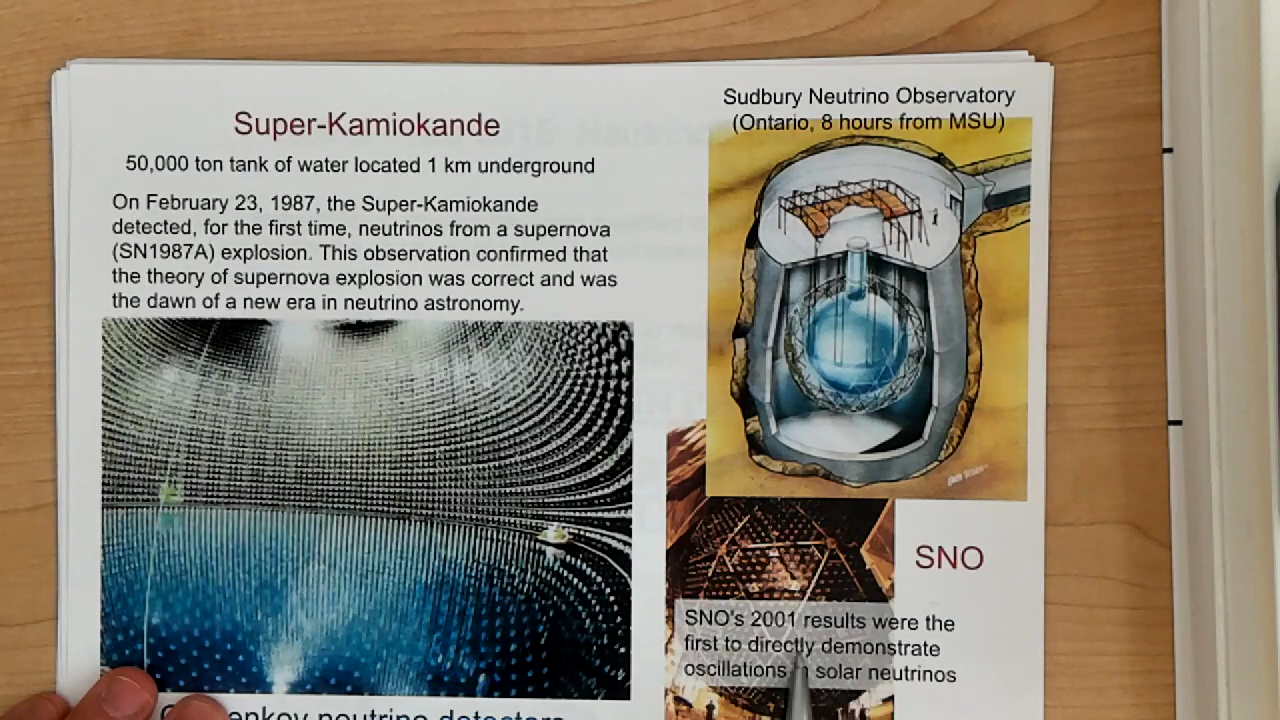 Super-Kamiokande
50,000 ton tank of water located 1 km underground
On February 23, 1987, the Super-Kamiokande
detected, for the first time, neutrinos from a supernova
(SN1987A) explosion. This observation confirmed that
the theory of supernova explosion was correct and was
the dawn of a new era in neutrino astronomy.
neutrino detectors
Sudbury Neutrino Observatory
(Ontario, 8 hours from MSU)
SNO
SNO's 2001 results were the
first to directly demonstrate
oscillations solar neutrinos